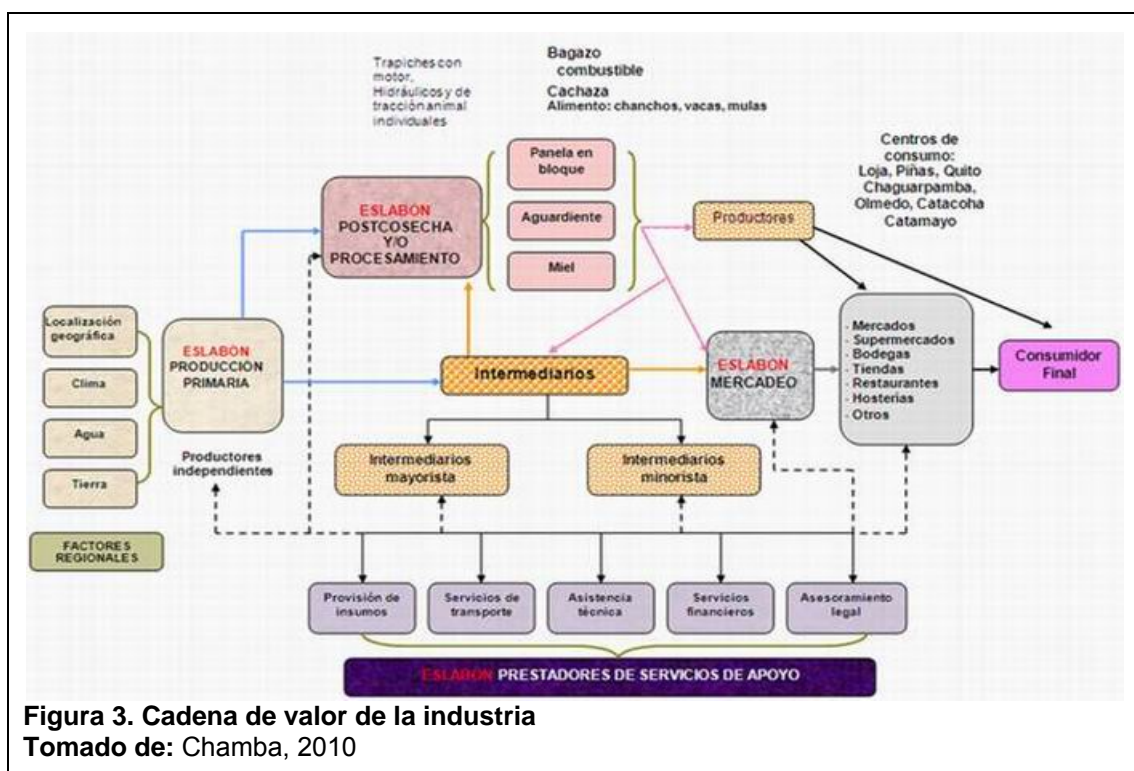 Trapiches con
motor,
Hidráulicos y de
tracción animal
individuales
Bagazo
combustible
Cachaza
Alimento: chanchos, vacas, mulas
Centros de
consumo:
Loja, Piñas, Quito
Chaguarpamba,
Olmedo, Catacocha
Catamayo
ESLABON
POSTCOSECHA
Y/O
PROCESAMIENTO
Panela en
bloque
Aguardiente
Miel
Productores
Localización
geográfica
Clima
Agua
Tierra
ESLABON
PRODUCCIÓN
PRIMARIA
Productores
independientes
FACTORES
REGIONALES
Intermediarios
ESLABON
MERCADEO
- Mercados
- Supermercados
- Bodegas
- Tiendas
- Restaurantes
- Hosterías
- Otros
Consumidor
Final
Intermediarios
mayorista
Intermediarios
minorista
Provisión de
insumos
Servicios de
transporte
Asistencia
técnica
Servicios
financieros
Asesoramiento
legal
ESLABON PRESTADORES DE SERVICIOS DE APOYO
Figura 3. Cadena de valor de la industria
Tomado de: Chamba, 2010